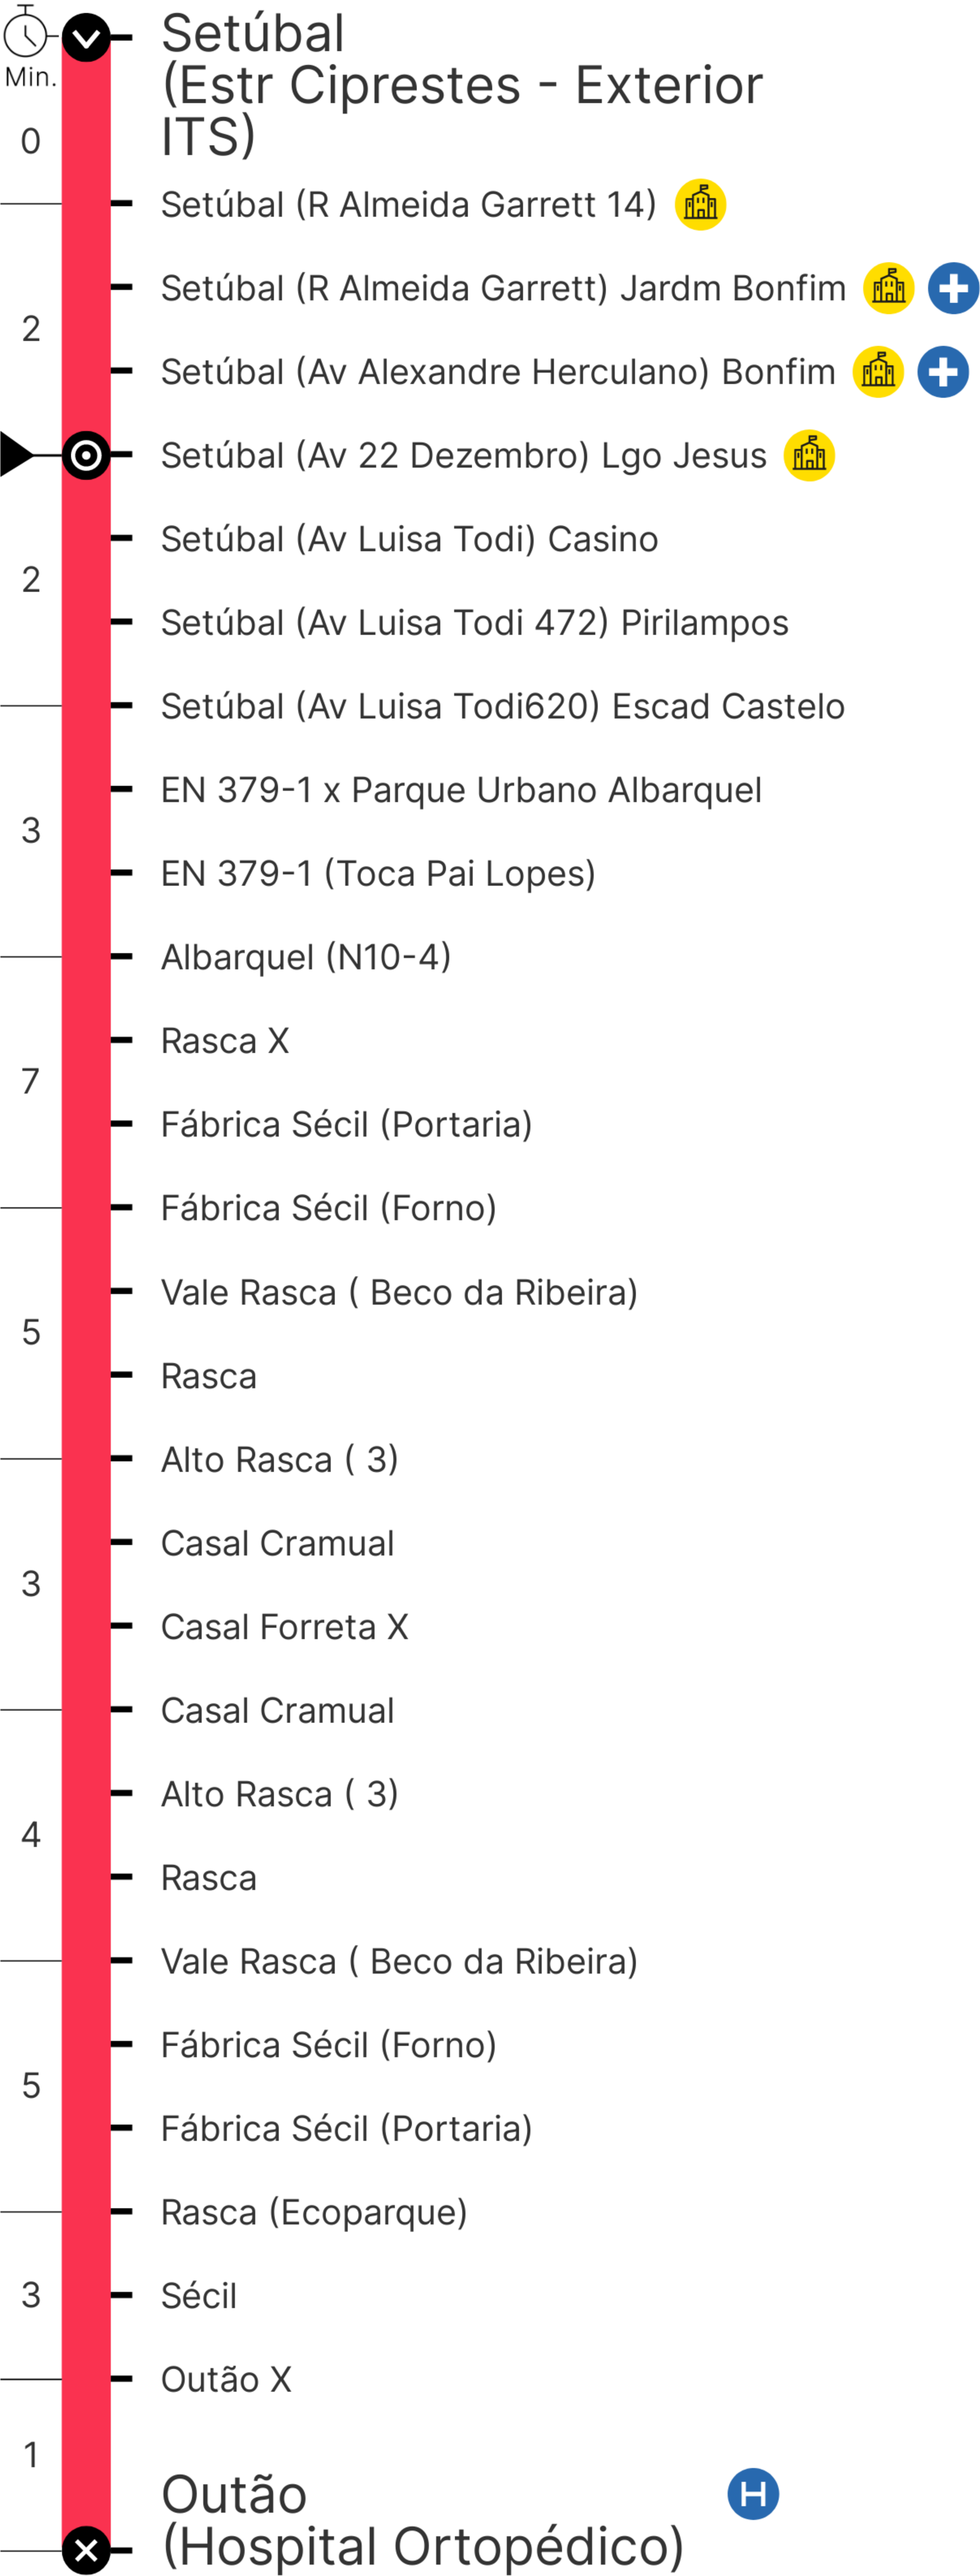 Setúbal
Min.
(Estr Ciprestes - Exterior
ITS)
0
Setúbal (R Almeida Garrett 14)
Setúbal (R Almeida Garrett) Jardm Bonfim
2
Setúbal (Av Alexandre Herculano) Bonfim
Setúbal (Av 22 Dezembro) Lgo Jesus
Setúbal (Av Luisa Todi) Casino
2
Setúbal (Av Luisa Todi 472) Pirilampos
Setúbal (Av Luisa Todi620) Escad Castelo
EN 379-1 x Parque Urbano Albarquel
3
EN 379-1 (Toca Pai Lopes)
Albarquel (N10-4)
Rasca X
7
Fábrica Sécil (Portaria)
Fábrica Sécil (Forno)
Vale Rasca ( Beco da Ribeira)
5
Rasca
Alto Rasca ( 3)
Casal Cramual
3
Casal Forreta X
Casal Cramual
Alto Rasca ( 3)
4
Rasca
Vale Rasca ( Beco da Ribeira)
Fábrica Sécil (Forno)
5
Fábrica Sécil (Portaria)
Rasca (Ecoparque)
3
Sécil
Outão X
1
Outão
H
(Hospital Ortopédico)